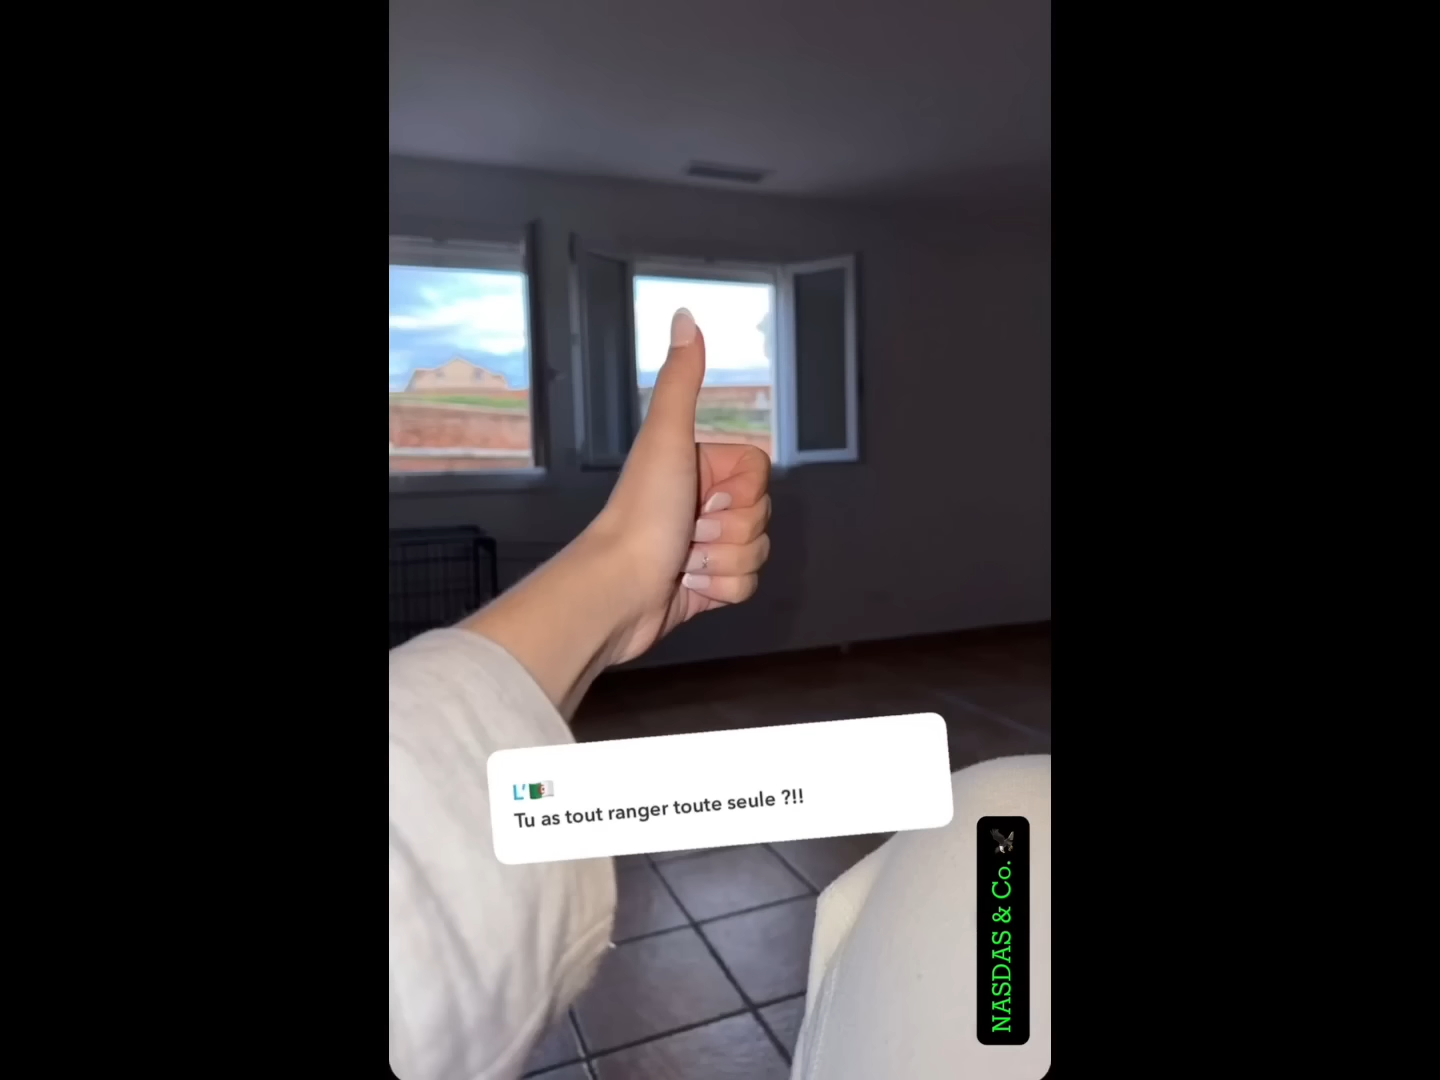 L'🇩🇿
Tu as tout ranger toute seule ?!!
NASDAS & Co. 🦅